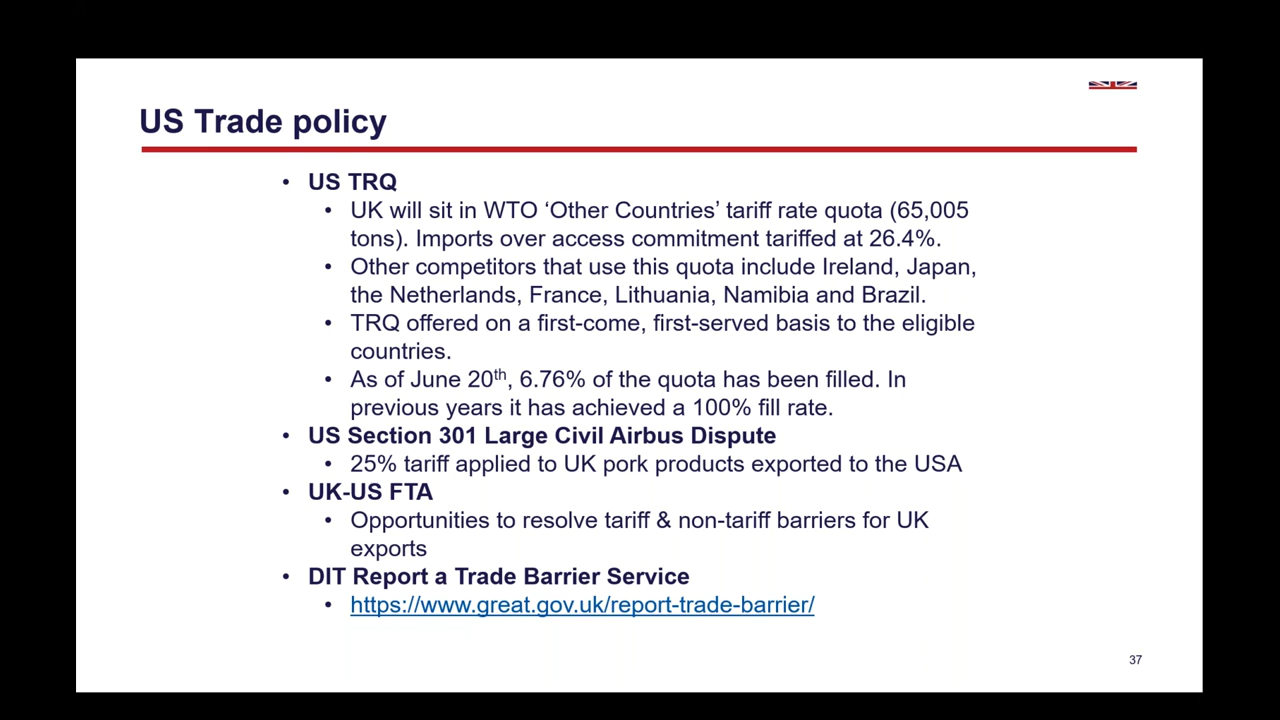 US Trade policy
• US TRQ
• UK will sit in WTO ‘Other Countries’ tariff rate quota (65,005
tons). Imports over access commitment tariffed at 26.4%.
• Other competitors that use this quota include Ireland, Japan,
the Netherlands, France, Lithuania, Namibia and Brazil.
• TRQ offered on a first-come, first-served basis to the eligible
countries.
• As of June 20th, 6.76% of the quota has been filled. In
previous years it has achieved a 100% fill rate.
• US Section 301 Large Civil Airbus Dispute
• 25% tariff applied to UK pork products exported to the USA
• UK-US FTA
• Opportunities to resolve tariff & non-tariff barriers for UK
exports
• DIT Report a Trade Barrier Service
• https://www.great.gov.uk/report-trade-barrier/
37